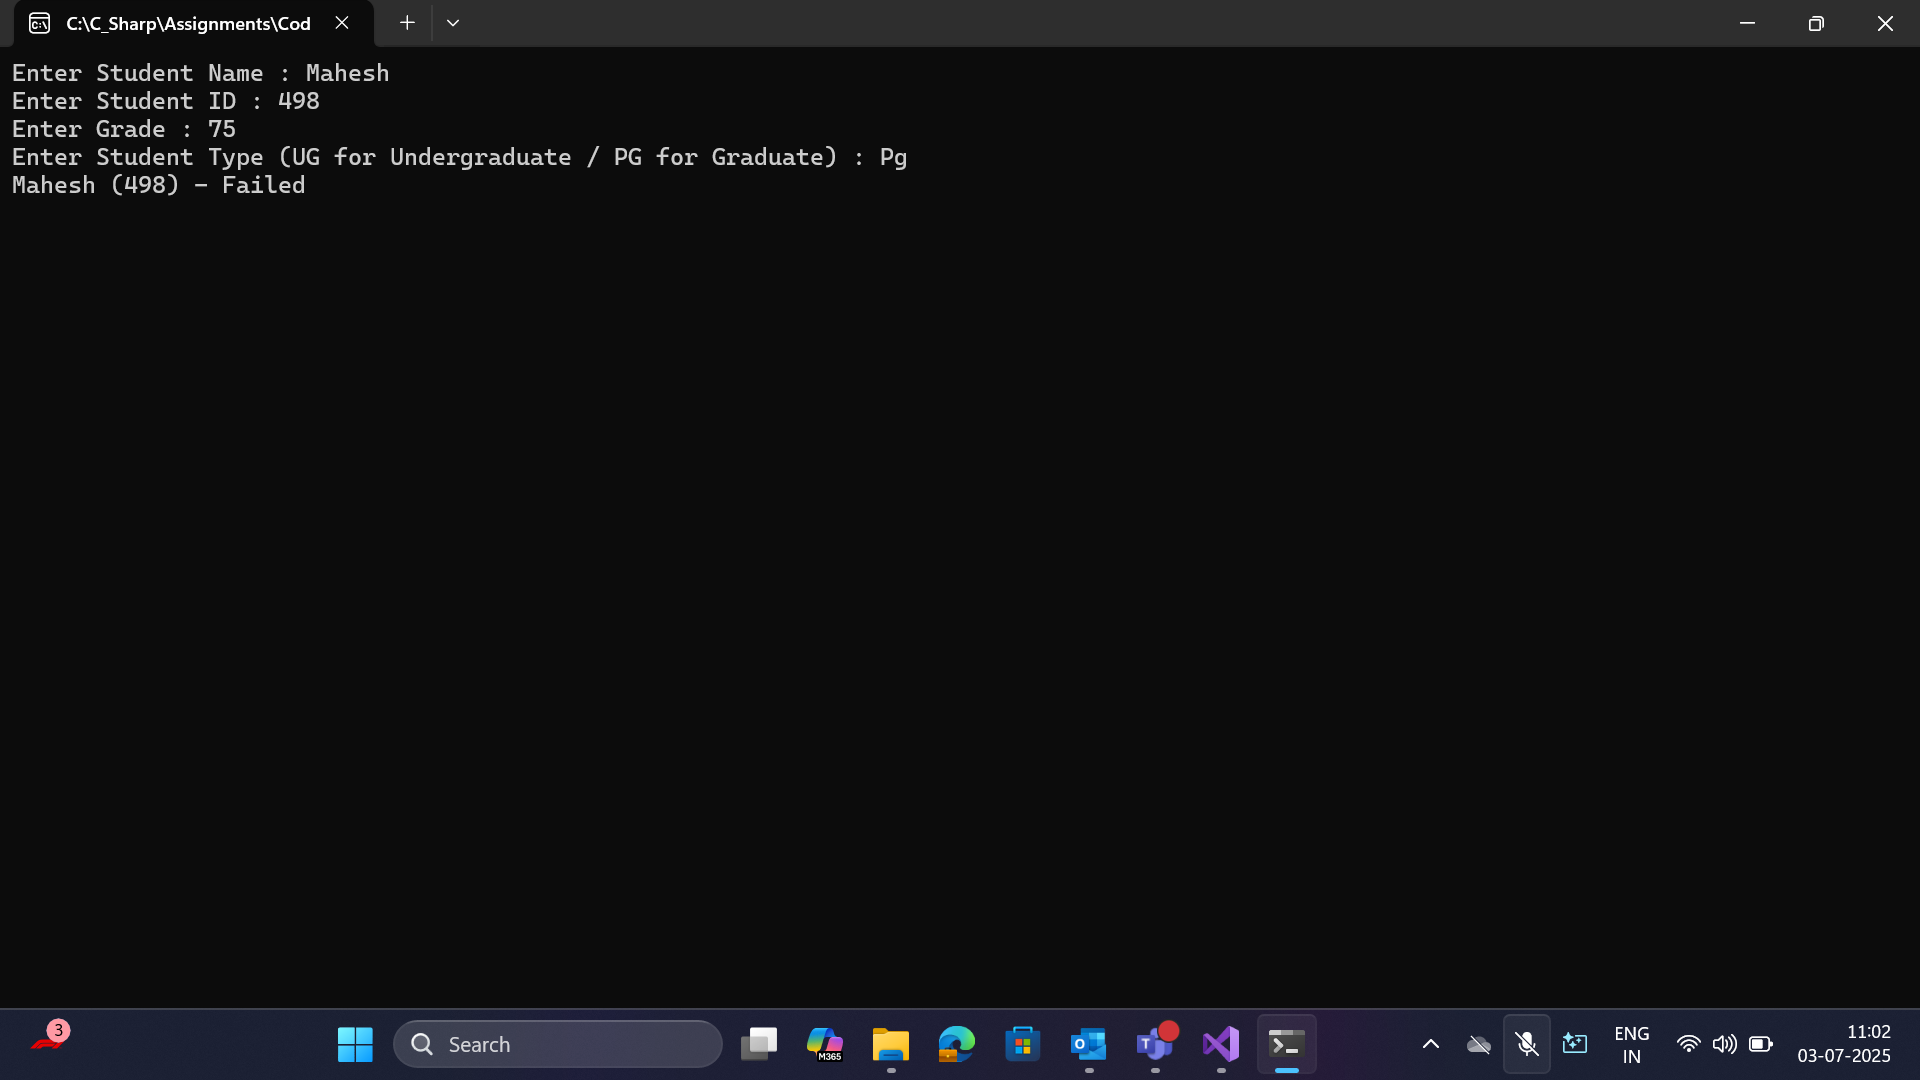 C:\C_Sharp\Assignments\Cod
Enter Student Name : Mahesh
Enter Student ID : 498
Enter Grade : 75
Enter Student Type (UG for Undergraduate / PG for Graduate) : Pg
Mahesh (498) - Failed
3
Search
M365
ENG
IN
11:02
03-07-2025